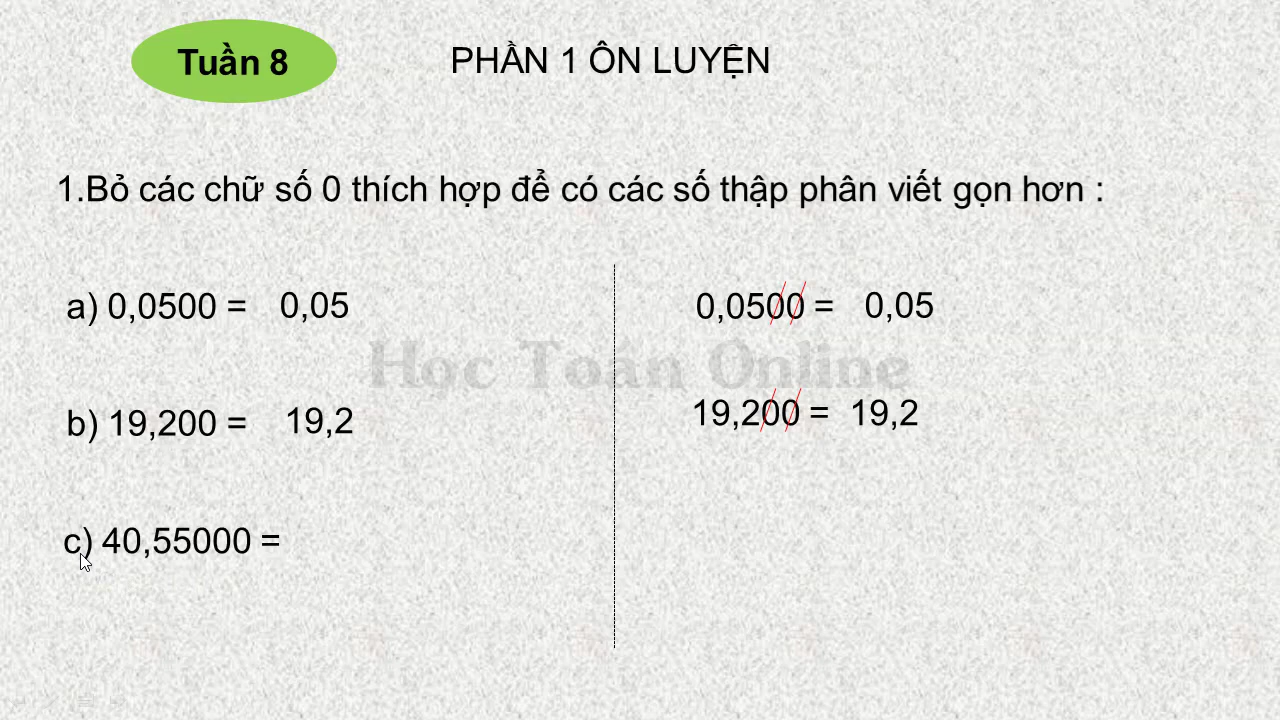 Tuần 8
PHẦN 1 ÔN LUYỆN
1.Bỏ các chữ số 0 thích hợp để có các số thập phân viết gọn hơn :
a) 0,0500 = 0,05
0,0500 = 0,05
Học Toán Online
b) 19,200 = 19,2
19,200 = 19,2
c) 40,55000 =